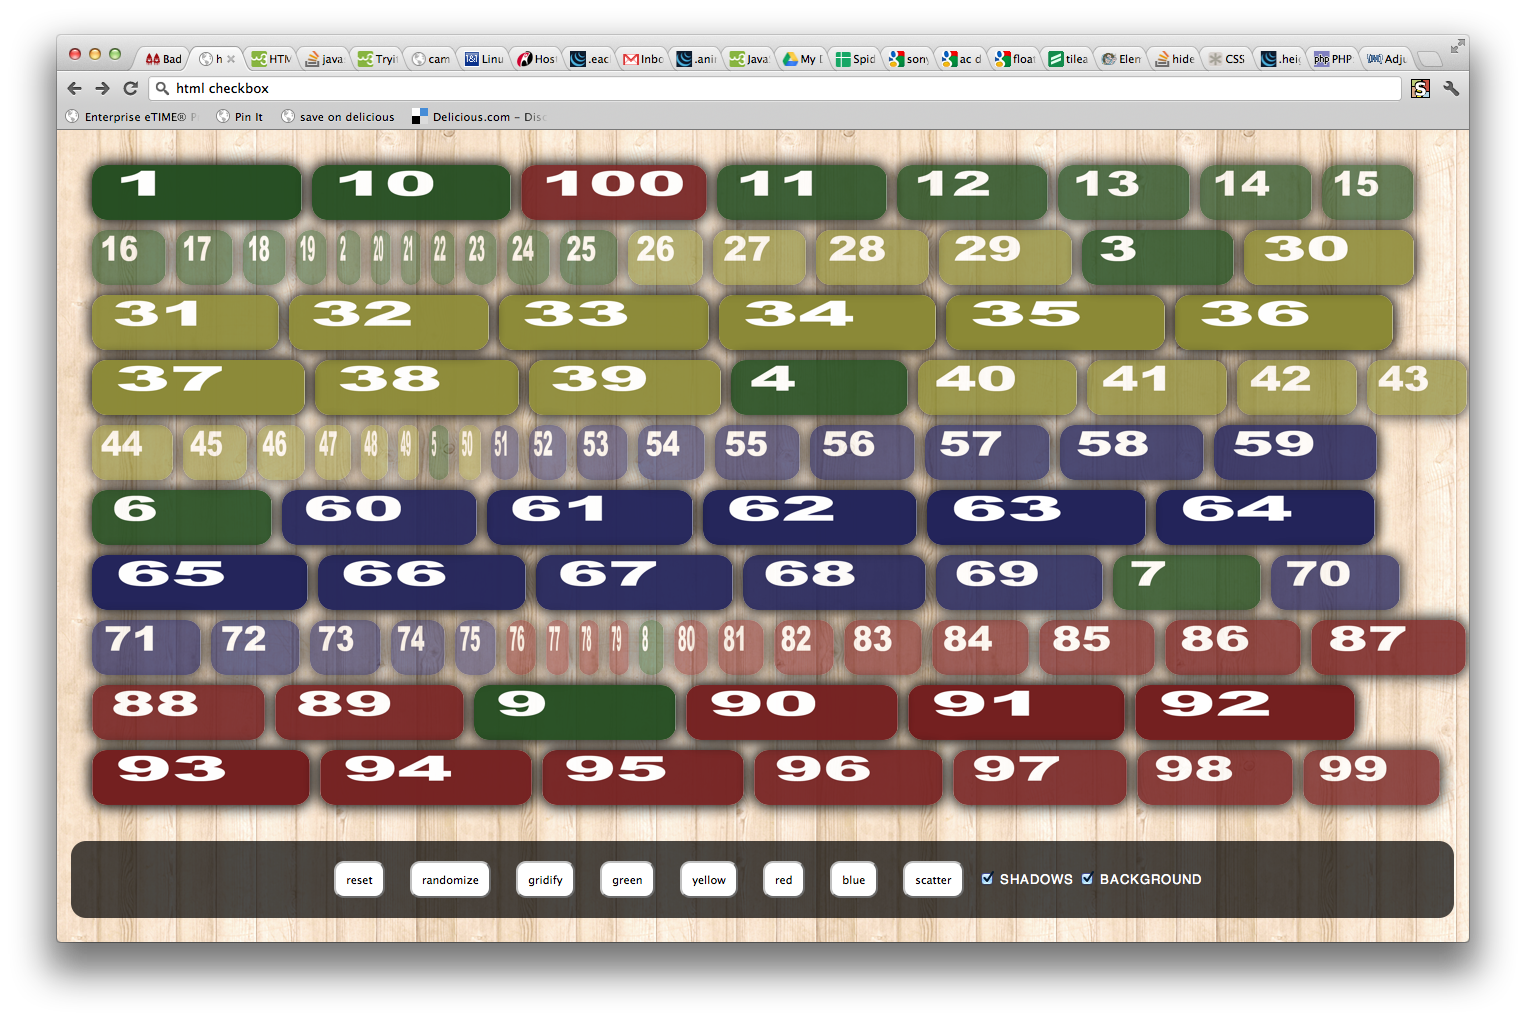 Bad h HTM java Tryi cam Linu Hos .eac Inbo .ani Java My D Spid sony ac d float tilea Elem hide CSS .heig PHP Adju
html checkbox
Enterprise eTIME® Pin It save on delicious Delicious.com – Disc
1 10 100 11 12 13 14 15
16 17 18 19 2 20 21 22 23 24 25 26 27 28 29 3 30
31 32 33 34 35 36
37 38 39 4 40 41 42 43
44 45 46 47 48 49 5 50 51 52 53 54 55 56 57 58 59
6 60 61 62 63 64
65 66 67 68 69 7 70
71 72 73 74 75 76 77 78 79 8 80 81 82 83 84 85 86 87
88 89 9 90 91 92
93 94 95 96 97 98 99
reset randomize gridify green yellow red blue scatter SHADOWS BACKGROUND